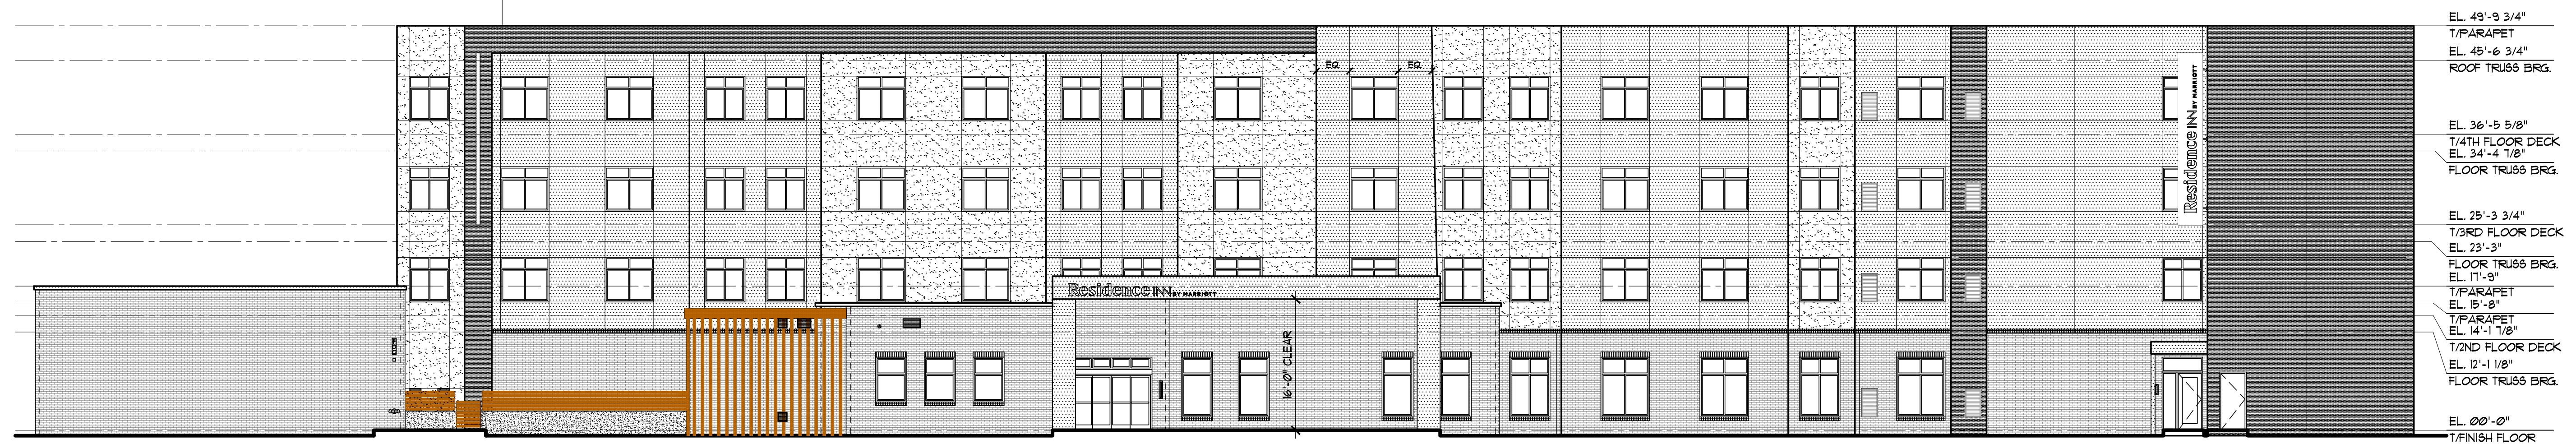 EL. 49'-9 3/4"
T/PARAPET
EL. 45'-6 3/4"
ROOF TRUSS BRG.
EQ EQ
Residence INN BY MARRIOTT
EL. 36'-5 5/8"
T/4TH FLOOR DECK
EL. 34'-4 7/8"
FLOOR TRUSS BRG.
EL. 25'-3 3/4"
T/3RD FLOOR DECK
EL. 23'-3"
FLOOR TRUSS BRG.
EL. 17'-9"
T/PARAPET
Residence INN BY MARRIOTT
EL. 15'-8"
T/PARAPET
EL. 14'-1 7/8"
T/2ND FLOOR DECK
16'-0" CLEAR
EL. 12'-1 1/8"
FLOOR TRUSS BRG.
EL. 00'-0"
T/FINISH FLOOR